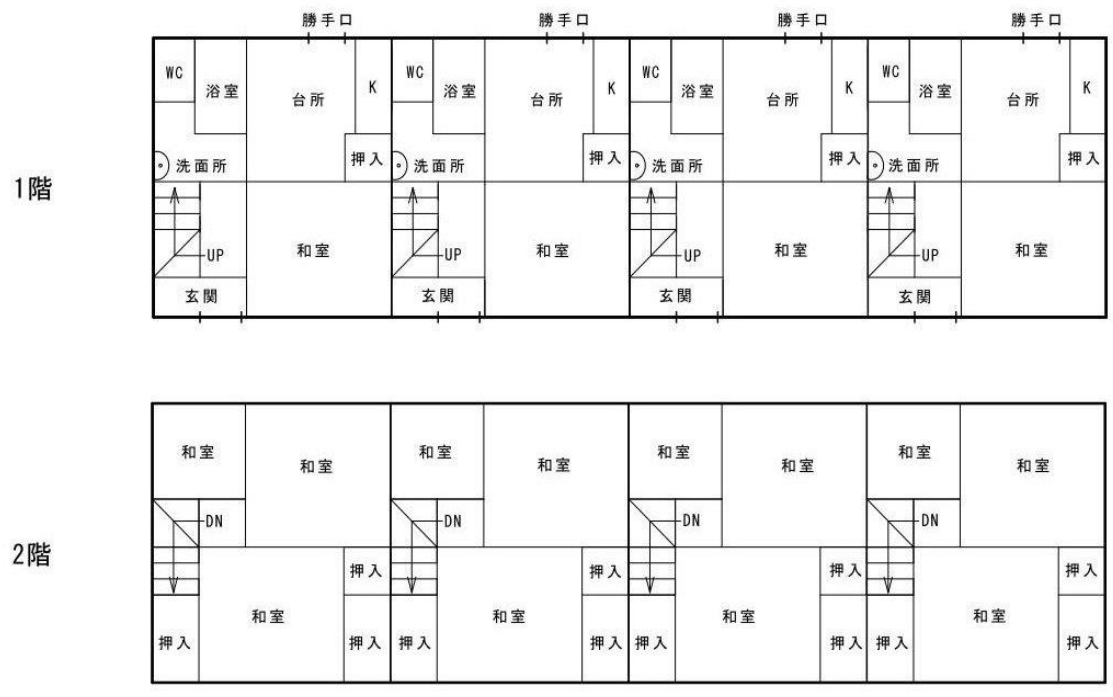 勝手口 勝手口 勝手口 勝手口
WC WC WC WC
浴室 台所 K 浴室 台所 K 浴室 台所 K 浴室 台所 K
洗面所 押入 洗面所 押入 洗面所 押入 洗面所 押入
1階
UP 和室 UP 和室 UP 和室 UP 和室
玄関 玄関 玄関 玄関
和室 和室 和室 和室 和室 和室 和室 和室
DN DN DN DN
2階
押入 押入 押入 押入
和室 和室 和室 和室
押入 押入 押入 押入 押入 押入 押入 押入